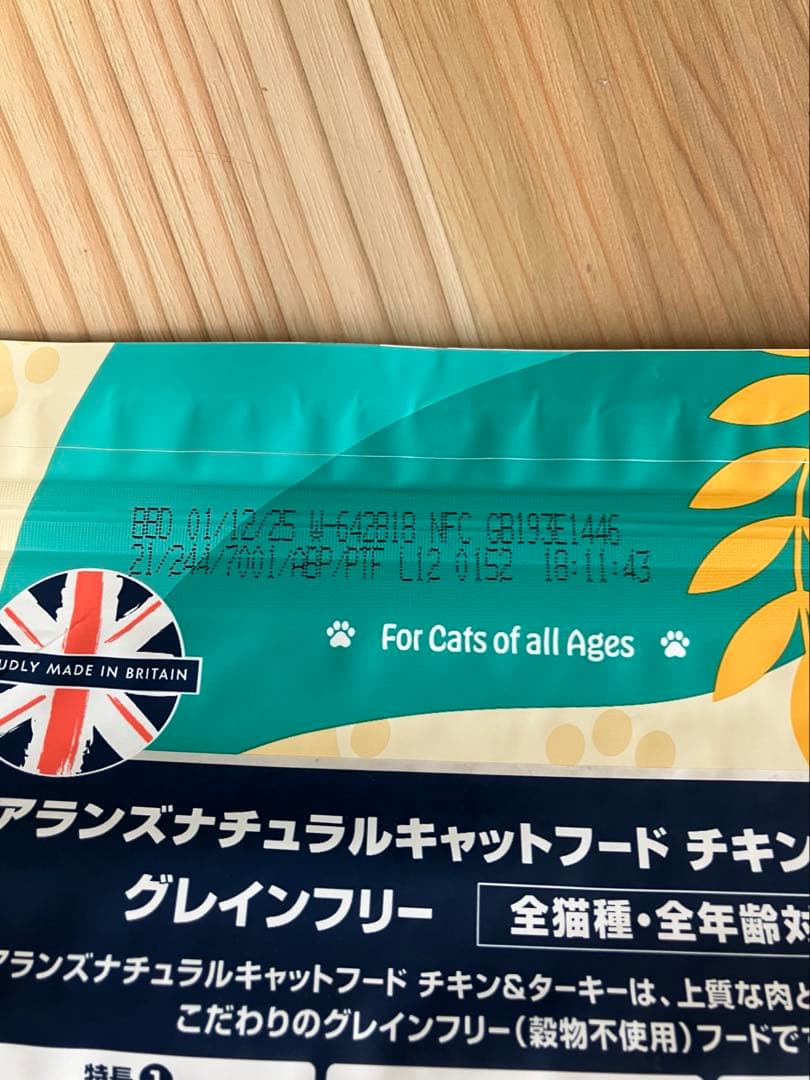 BBD 01/12/25 W-642818 NFC GB193E1446
21/244/7001/ABP/PTF L12 0152 18:11:43
UDLY MADE IN BRITAIN
For Cats of all Ages
アランズナチュラルキャットフード チキン
グレインフリー
全猫種・全年齢対
アランズナチュラルキャットフード チキン&ターキーは、上質な肉と
こだわりのグレインフリー(穀物不使用)フードで
特長1